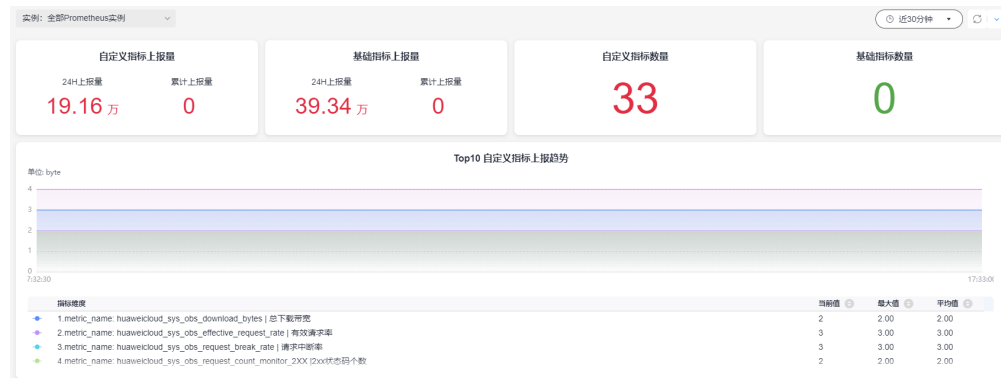 实例：全部Prometheus实例
近30分钟
自定义指标上报量
基础指标上报量
自定义指标数量
基础指标数量
24H上报量
累计上报量
24H上报量
累计上报量
19.16 万
0
39.34 万
0
33
0
Top10 自定义指标上报趋势
单位: byte
4
3
2
1
0
7:32:30
17:33:00
指标维度
当前值
最大值
平均值
1.metric_name: huaweicloud_sys_obs_download_bytes | 总下载带宽
2
2.00
2.00
2.metric_name: huaweicloud_sys_obs_effective_request_rate | 有效请求率
3
3.00
3.00
3.metric_name: huaweicloud_sys_obs_request_break_rate | 请求中断率
3
3.00
3.00
4.metric_name: huaweicloud_sys_obs_request_count_monitor_2XX |2xx状态码个数
2
2.00
2.00